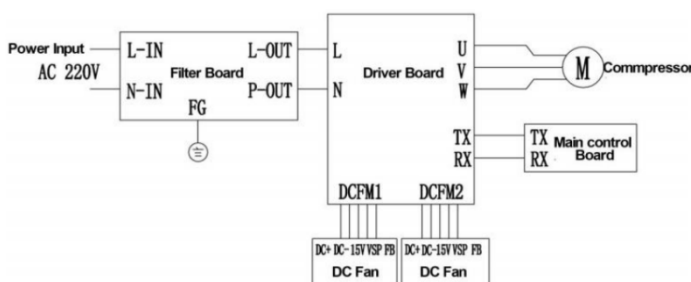 Power Input
AC 220V
L-IN
N-IN
Filter Board
L-OUT
P-OUT
FG
L
N
Driver Board
U
V
W
M
Commpressor
TX
RX
TX
RX
Main control
Board
DCFM1
DCFM2
DC+ DC- 15V VSP FB
DC Fan
DC+ DC-15V VSP FB
DC Fan